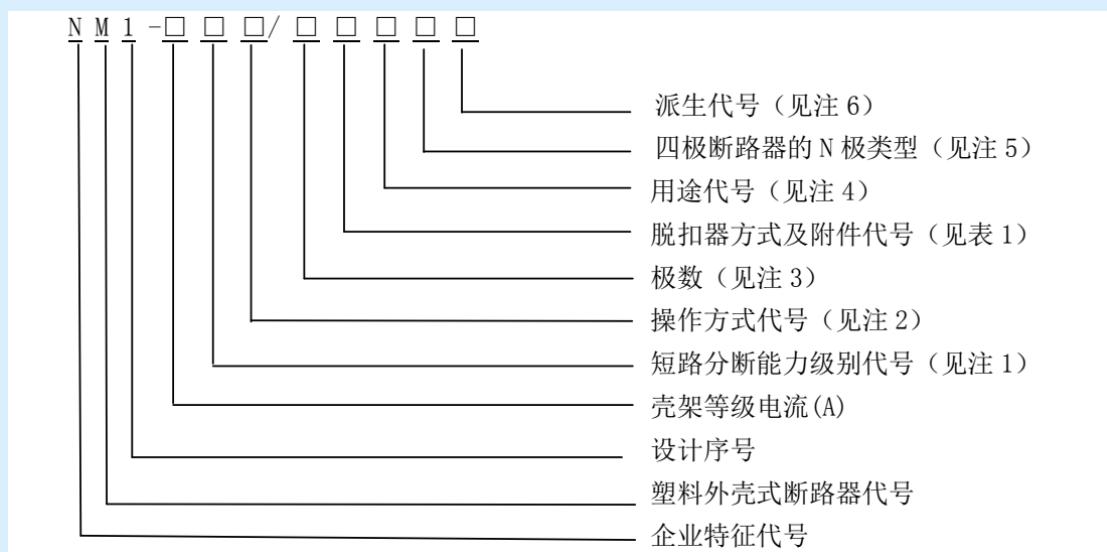 NM1-□□□/□□□□□
派生代号（见注 6）
四极断路器的 N 极类型（见注 5）
用途代号（见注 4）
脱扣器方式及附件代号（见表 1）
极数（见注 3）
操作方式代号（见注 2）
短路分断能力级别代号（见注 1）
壳架等级电流(A)
设计序号
塑料外壳式断路器代号
企业特征代号